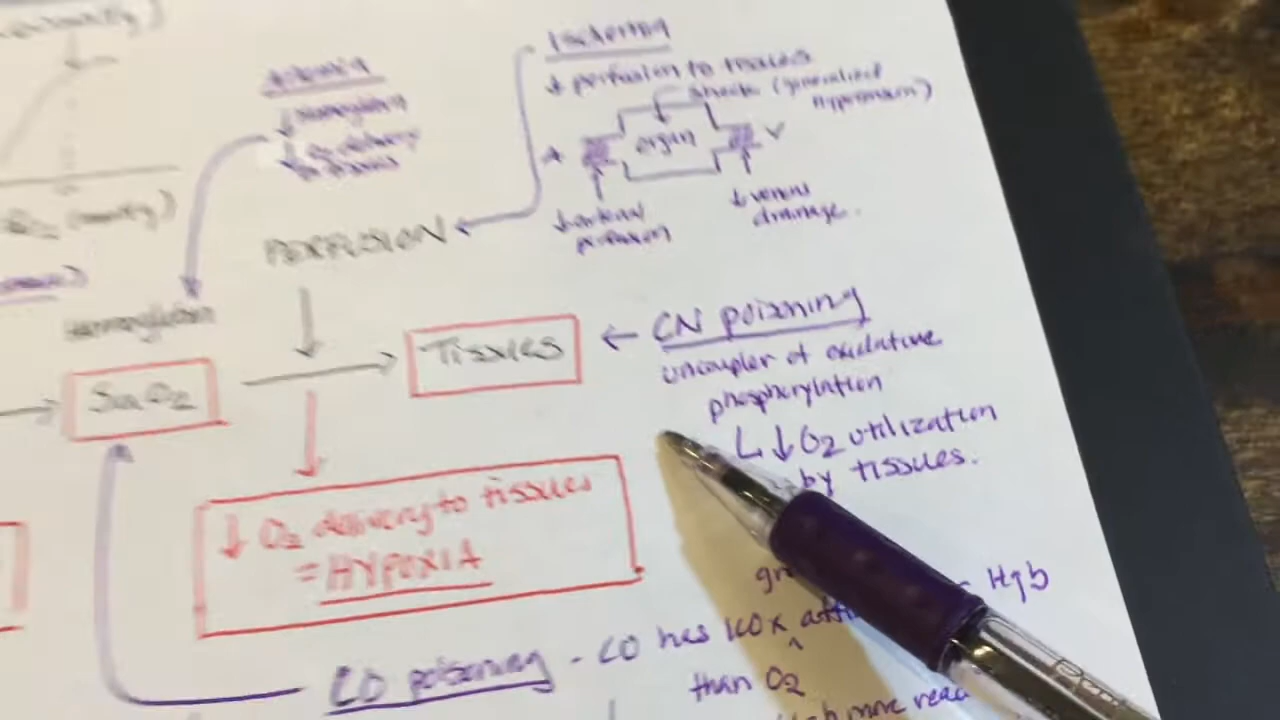 Ischemia
↓ perfusion to tissues
shock (generalized
hypotension)
Anemia
↓ hemoglobin
↓ O2 delivery
to tissues
organ
A
V
↓ arterial
perfusion
↓ venous
drainage.
PERFUSION
Hemoglobin
SaO2
Tissues
← CN poisoning
uncoupler of oxidative
phosphorylation
↳ ↓ O2 utilization
by tissues.
↓ O2 delivery to tissues
= HYPOXIA
Hgb
CO poisoning - CO has 100x
than O2
more